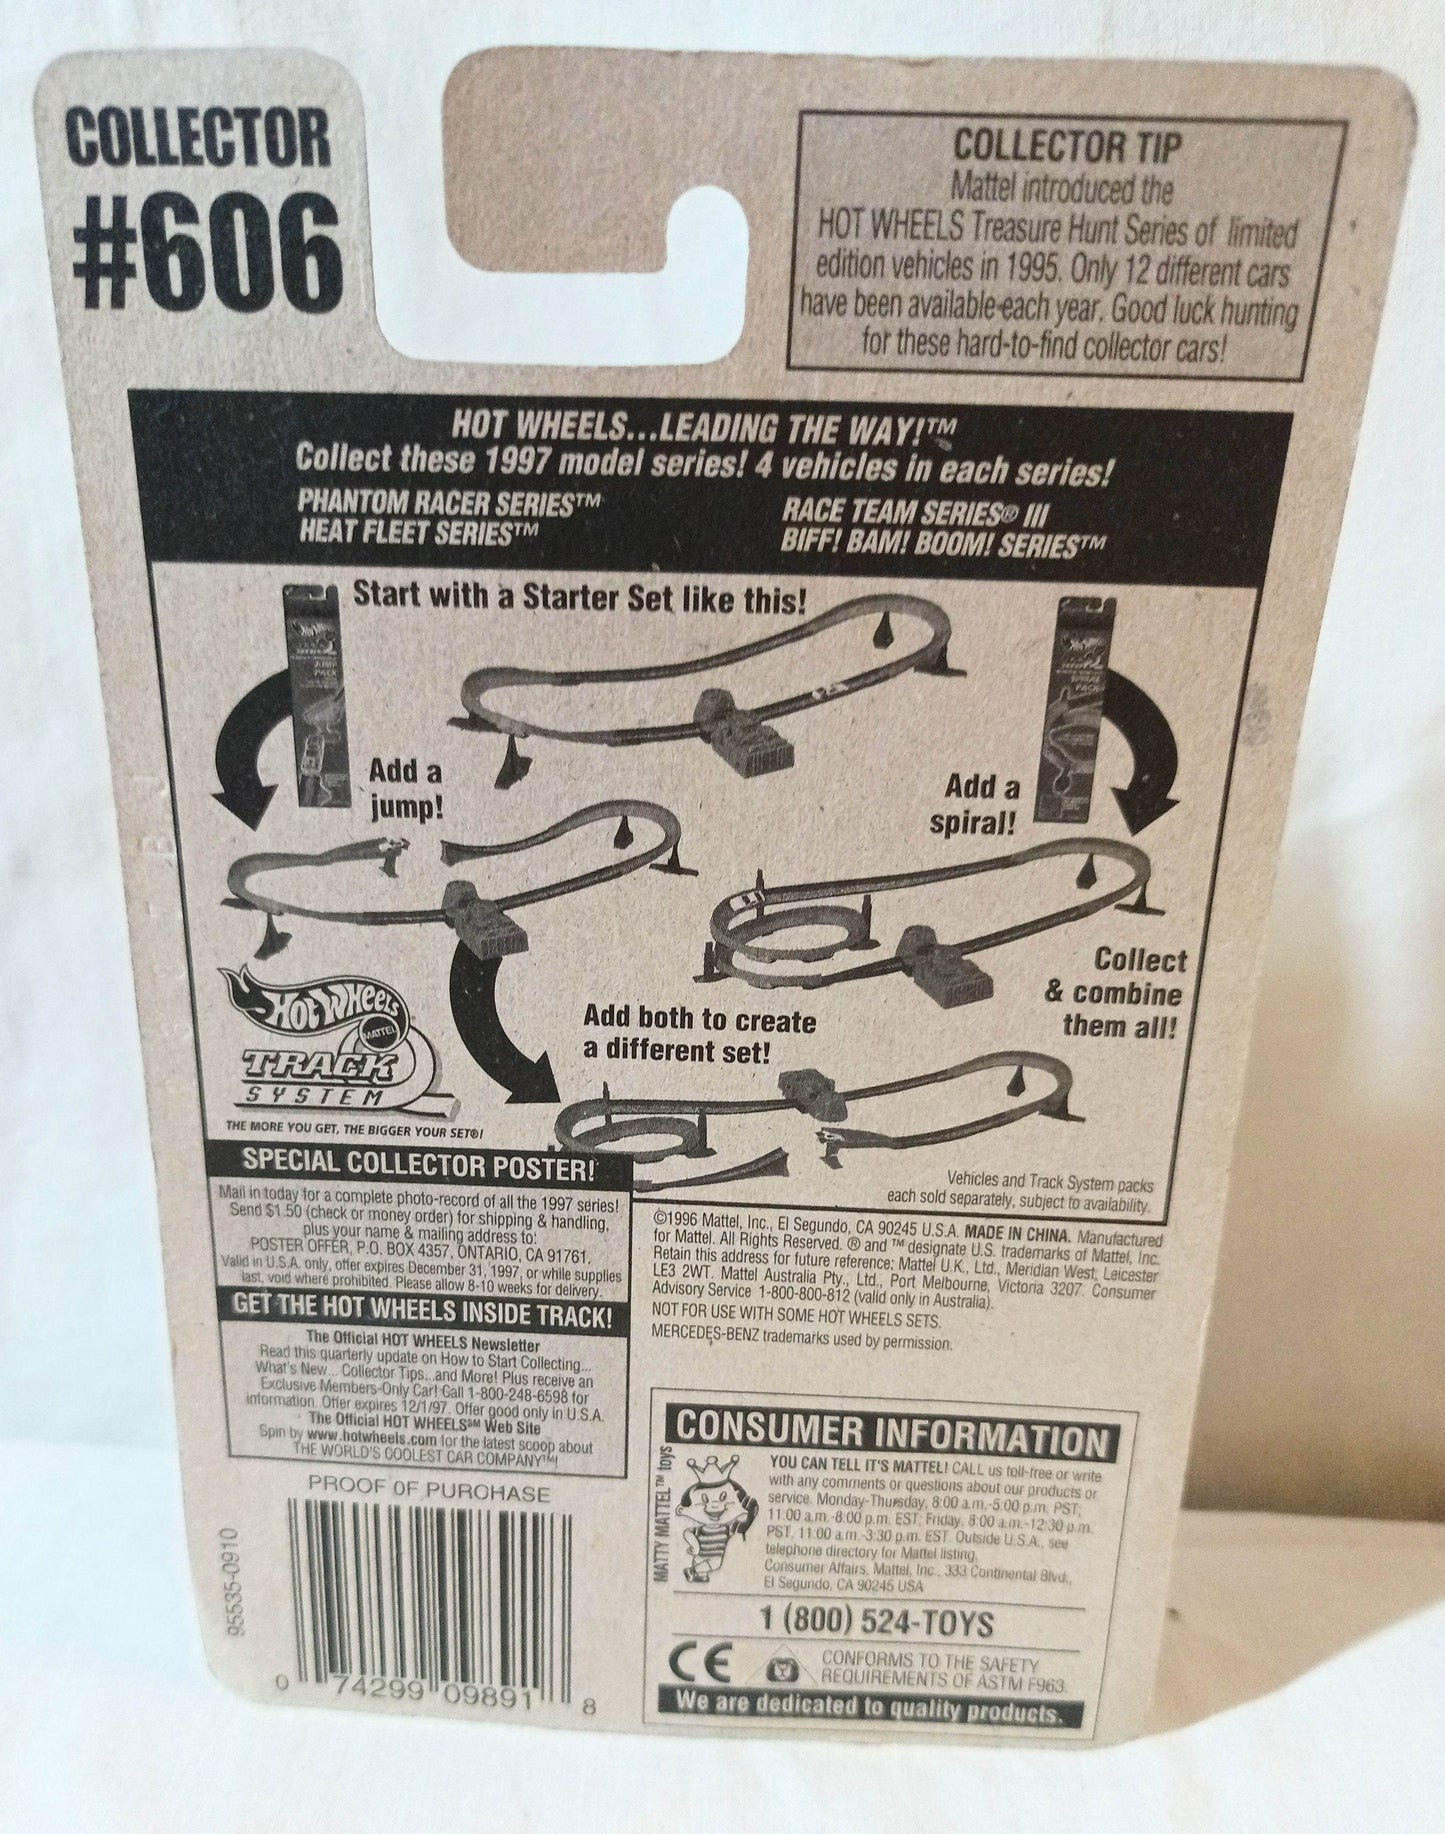 COLLECTOR
#606
COLLECTOR TIP
Mattel introduced the
HOT WHEELS Treasure Hunt Series of limited
edition vehicles in 1995. Only 12 different cars
have been available each year. Good luck hunting
for these hard-to-find collector cars!
HOT WHEELS...LEADING THE WAY!™
Collect these 1997 model series! 4 vehicles in each series!
PHANTOM RACER SERIES™
HEAT FLEET SERIES™
RACE TEAM SERIES® III
BIFF! BAM! BOOM! SERIES™
Start with a Starter Set like this!
JUMP
PACK
SPIRAL
PACK
Add a
jump!
Add a
spiral!
Collect
& combine
them all!
Add both to create
a different set!
Hot Wheels
MATTEL
TRACK
SYSTEM
THE MORE YOU GET, THE BIGGER YOUR SET®!
Vehicles and Track System packs
each sold separately, subject to availability.
SPECIAL COLLECTOR POSTER!
Mail in today for a complete photo-record of all the 1997 series!
Send $1.50 (check or money order) for shipping & handling,
plus your name & mailing address to:
POSTER OFFER, P.O. BOX 4357, ONTARIO, CA 91761.
Valid in U.S.A. only, offer expires December 31, 1997, or while supplies
last, void where prohibited. Please allow 8-10 weeks for delivery.
GET THE HOT WHEELS INSIDE TRACK!
The Official HOT WHEELS Newsletter
Read this quarterly update on How to Start Collecting...
What's New... Collector Tips...and More! Plus receive an
Exclusive Members-Only Car! Call 1-800-248-6598 for
information. Offer expires 12/1/97. Offer good only in U.S.A.
The Official HOT WHEELS℠ Web Site
Spin by www.hotwheels.com for the latest scoop about
THE WORLD'S COOLEST CAR COMPANY™!
©1996 Mattel, Inc., El Segundo, CA 90245 U.S.A. MADE IN CHINA. Manufactured
for Mattel. All Rights Reserved. ® and ™ designate U.S. trademarks of Mattel, Inc.
Retain this address for future reference: Mattel U.K., Ltd., Meridian West, Leicester
LE3 2WT. Mattel Australia Pty., Ltd., Port Melbourne, Victoria 3207. Consumer
Advisory Service 1-800-800-812 (valid only in Australia).
NOT FOR USE WITH SOME HOT WHEELS SETS.
MERCEDES-BENZ trademarks used by permission.
PROOF OF PURCHASE
95535-0910
0 74299 09891 8
CONSUMER INFORMATION
MATTY MATTEL™ toys
YOU CAN TELL IT'S MATTEL! CALL us toll-free or write
with any comments or questions about our products or
service. Monday-Thursday, 8:00 a.m.-5:00 p.m. PST;
11:00 a.m.-8:00 p.m. EST; Friday, 8:00 a.m.-12:30 p.m.
PST, 11:00 a.m.-3:30 p.m. EST. Outside U.S.A., see
telephone directory for Mattel listing.
Consumer Affairs, Mattel, Inc., 333 Continental Blvd.,
El Segundo, CA 90245 USA
1 (800) 524-TOYS
CE
CONFORMS TO THE SAFETY
REQUIREMENTS OF ASTM F963.
We are dedicated to quality products.